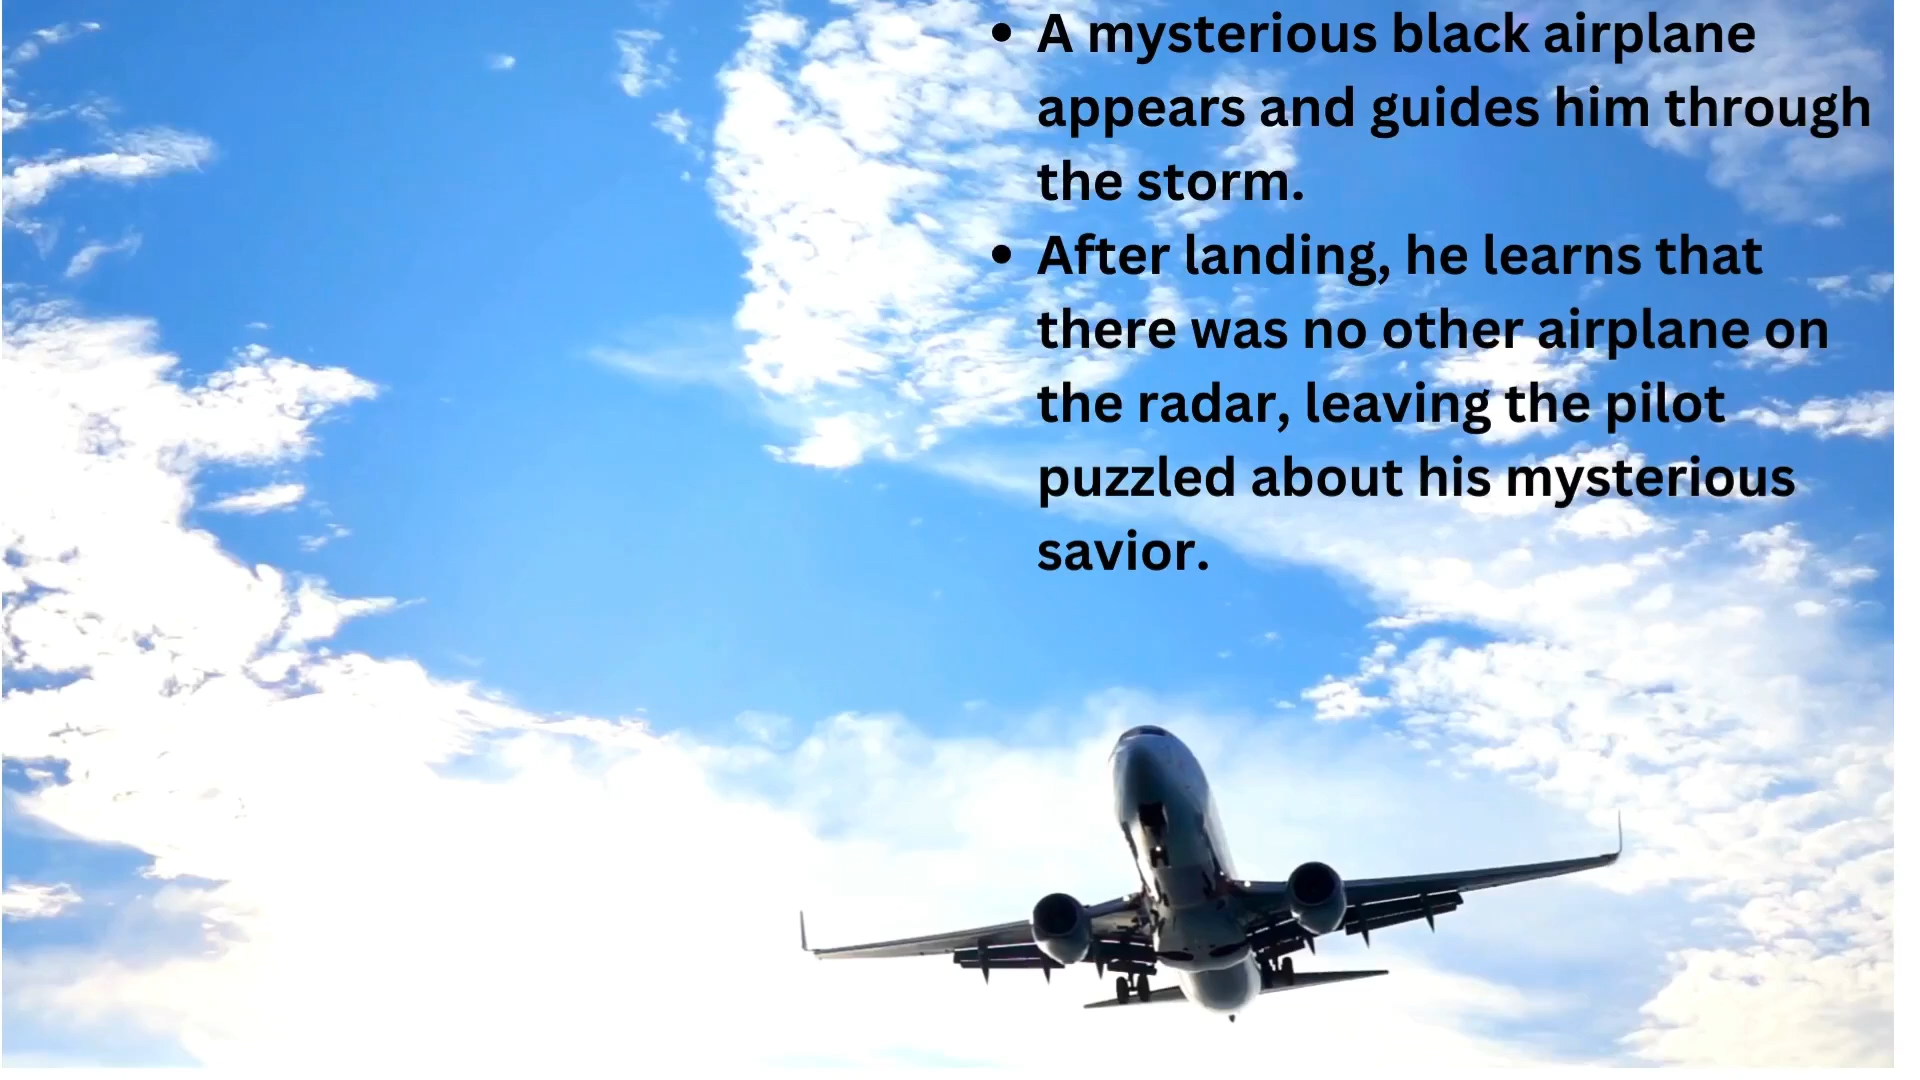 • A mysterious black airplane
appears and guides him through
the storm.
• After landing, he learns that
there was no other airplane on
the radar, leaving the pilot
puzzled about his mysterious
savior.